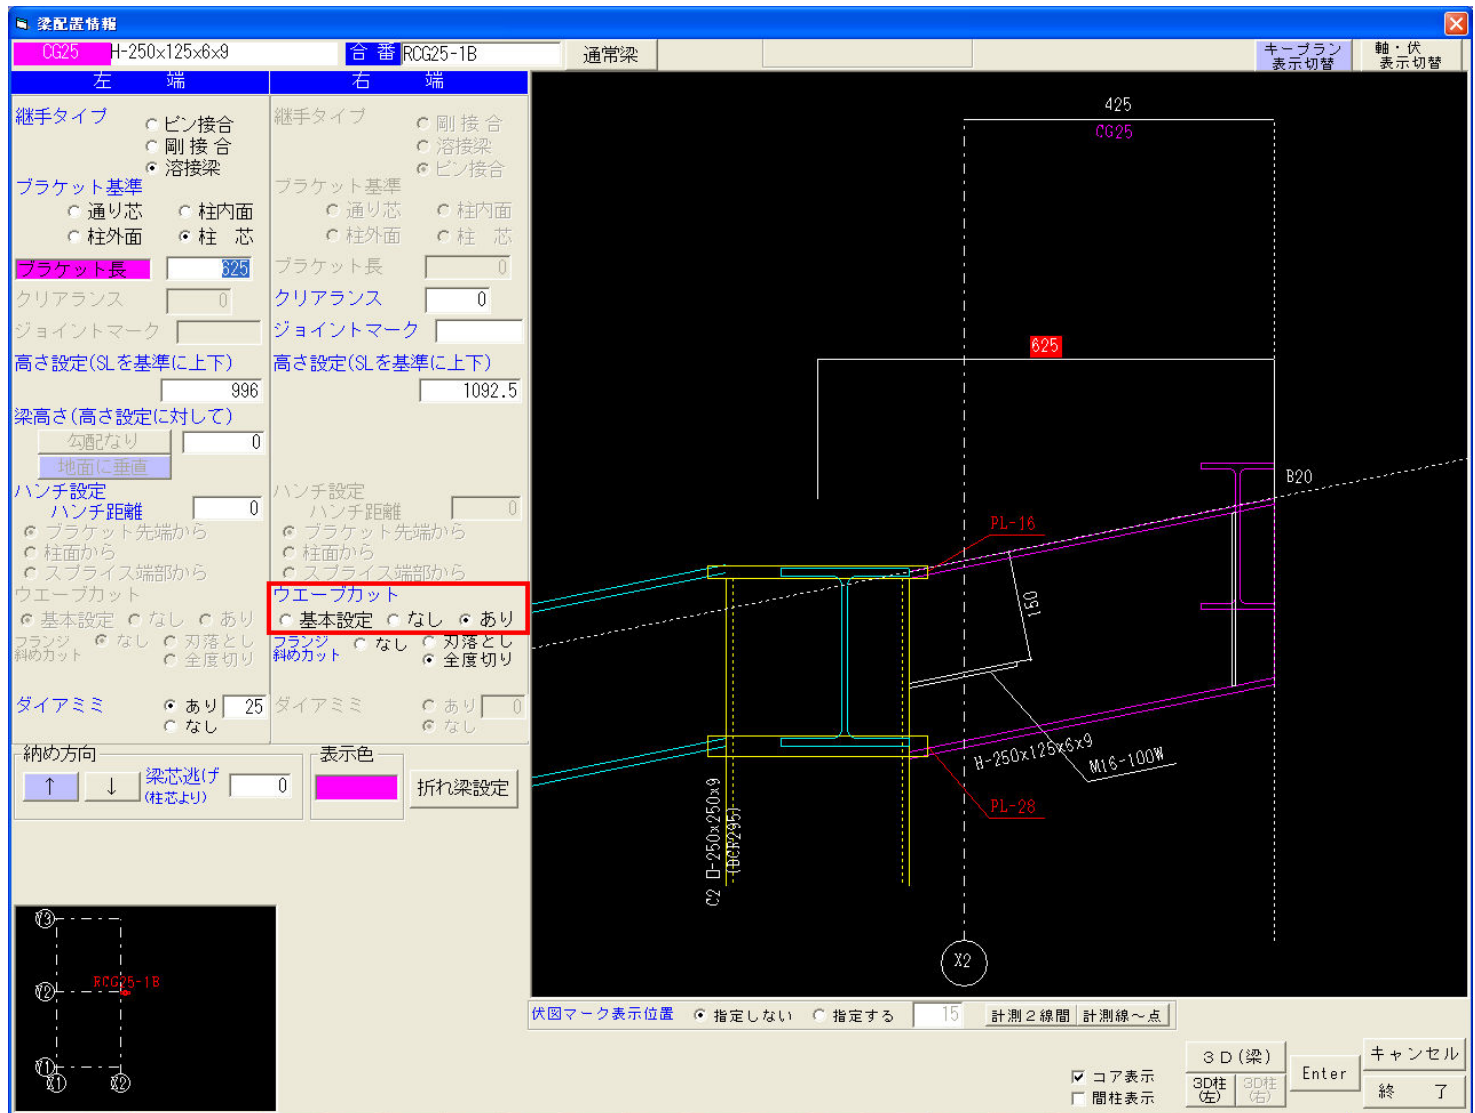 梁配置情報
CG25 H-250x125x6x9 合 番 RCG25-1B 通常梁 キープラン表示切替 軸・伏表示切替
左 端 右 端
継手タイプ 継手タイプ
ピン接合 剛 接 合
剛 接 合 溶接梁
溶接梁 ピン接合
ブラケット基準 ブラケット基準
通り芯 柱内面 通り芯 柱内面
柱外面 柱 芯 柱外面 柱 芯
ブラケット長 625 ブラケット長 0
クリアランス 0 クリアランス 0
ジョイントマーク ジョイントマーク
高さ設定(SLを基準に上下) 高さ設定(SLを基準に上下)
996 1092.5
梁高さ(高さ設定に対して)
勾配なり 0
地面に垂直
ハンチ設定 ハンチ設定
ハンチ距離 0 ハンチ距離 0
ブラケット先端から ブラケット先端から
柱面から 柱面から
スプライス端部から スプライス端部から
ウエーブカット ウエーブカット
基本設定 なし あり 基本設定 なし あり
フランジ斜めカット なし 刃落とし フランジ斜めカット なし 刃落とし
全度切り 全度切り
ダイアミミ あり 25 ダイアミミ あり 0
なし なし
納め方向 表示色
↑ ↓ 梁芯逃げ 0 折れ梁設定
(柱芯より)
425
CG25
625
B20
PL-16
150
H-250x125x6x9
M16-100W
PL-28
C2 ロ-250x250x9
(BCR295)
X2
Y3
RCG25-1B
Y2
Y1
X1 X2
伏図マーク表示位置 指定しない 指定する 15 計測2線間 計測線～点
コア表示
間柱表示
3D(梁)
3D柱(左) 3D柱(右)
Enter
キャンセル
終 了